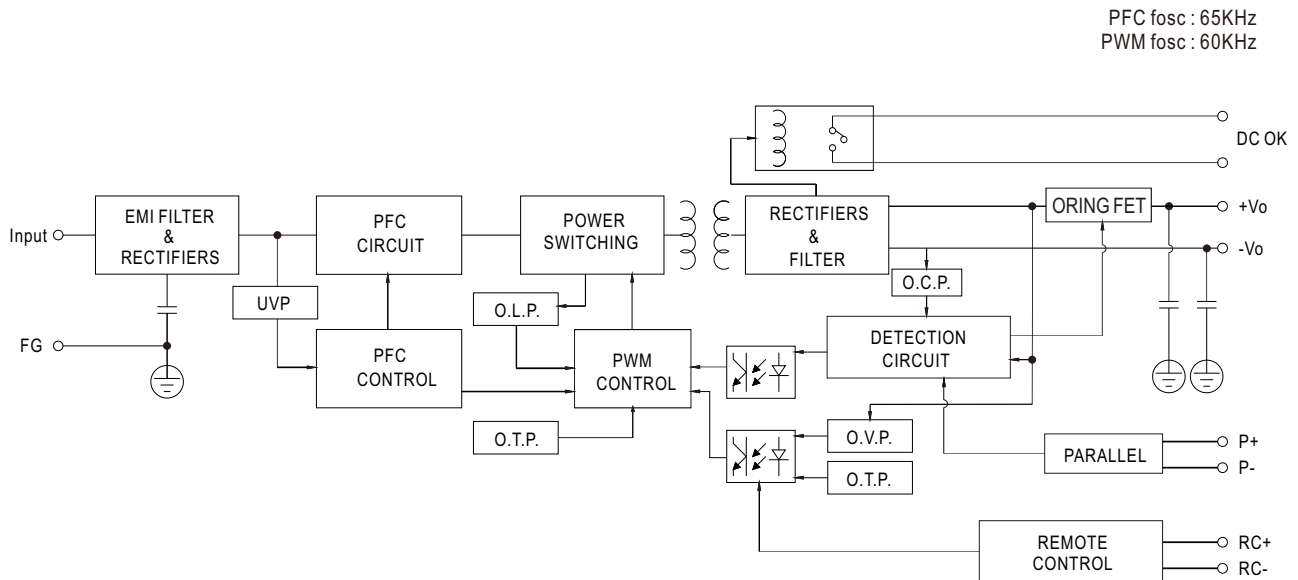 PFC fosc : 65KHz
PWM fosc : 60KHz
DC OK
EMI FILTER
&
RECTIFIERS
PFC
CIRCUIT
POWER
SWITCHING
RECTIFIERS
&
FILTER
ORING FET
+Vo
Input
-Vo
O.C.P.
UVP
O.L.P.
FG
PFC
CONTROL
PWM
CONTROL
DETECTION
CIRCUIT
O.T.P.
O.V.P.
O.T.P.
PARALLEL
P+
P-
REMOTE
CONTROL
RC+
RC-